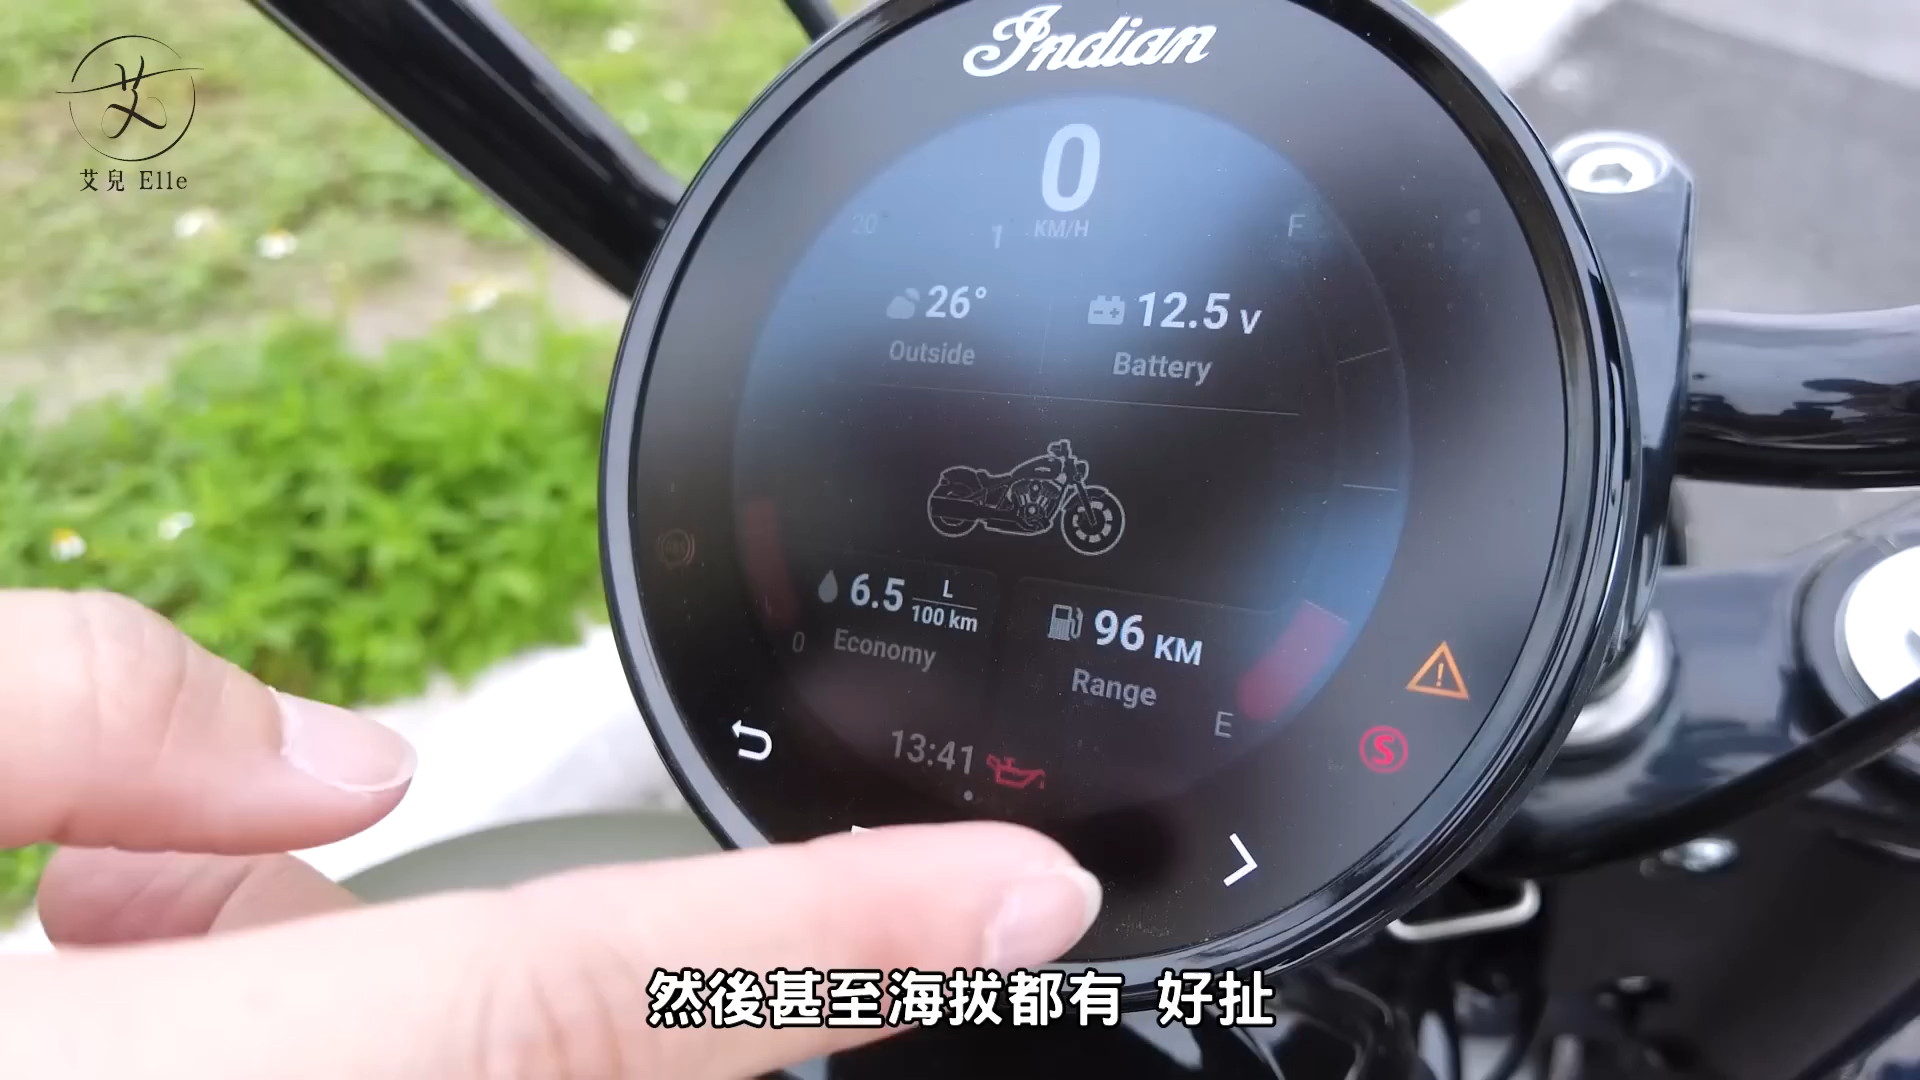 艾
艾兒 Elle
Indian
0
KM/H
20
1
F
26°
Outside
12.5 V
Battery
6.5 L
100 km
Economy
0
96 KM
Range
E
13:41
S
然後甚至海拔都有 好扯